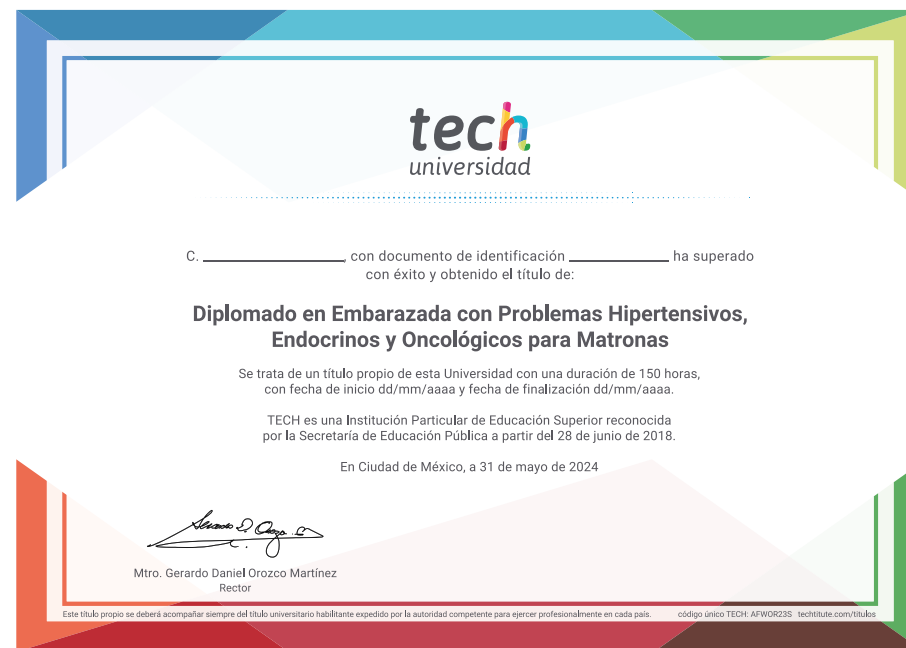 tech
universidad
C. ____________, con documento de identificación ____________ ha superado
con éxito y obtenido el título de:
Diplomado en Embarazada con Problemas Hipertensivos,
Endocrinos y Oncológicos para Matronas
Se trata de un título propio de esta Universidad con una duración de 150 horas,
con fecha de inicio dd/mm/aaaa y fecha de finalización dd/mm/aaaa.
TECH es una Institución Particular de Educación Superior reconocida
por la Secretaría de Educación Pública a partir del 28 de junio de 2018.
En Ciudad de México, a 31 de mayo de 2024
Mtro. Gerardo Daniel Orozco Martínez
Rector
Este título propio se deberá acompañar siempre del título universitario habilitante expedido por la autoridad competente para ejercer profesionalmente en cada país. código único TECH: AFWOR23S techtitute.com/titulos